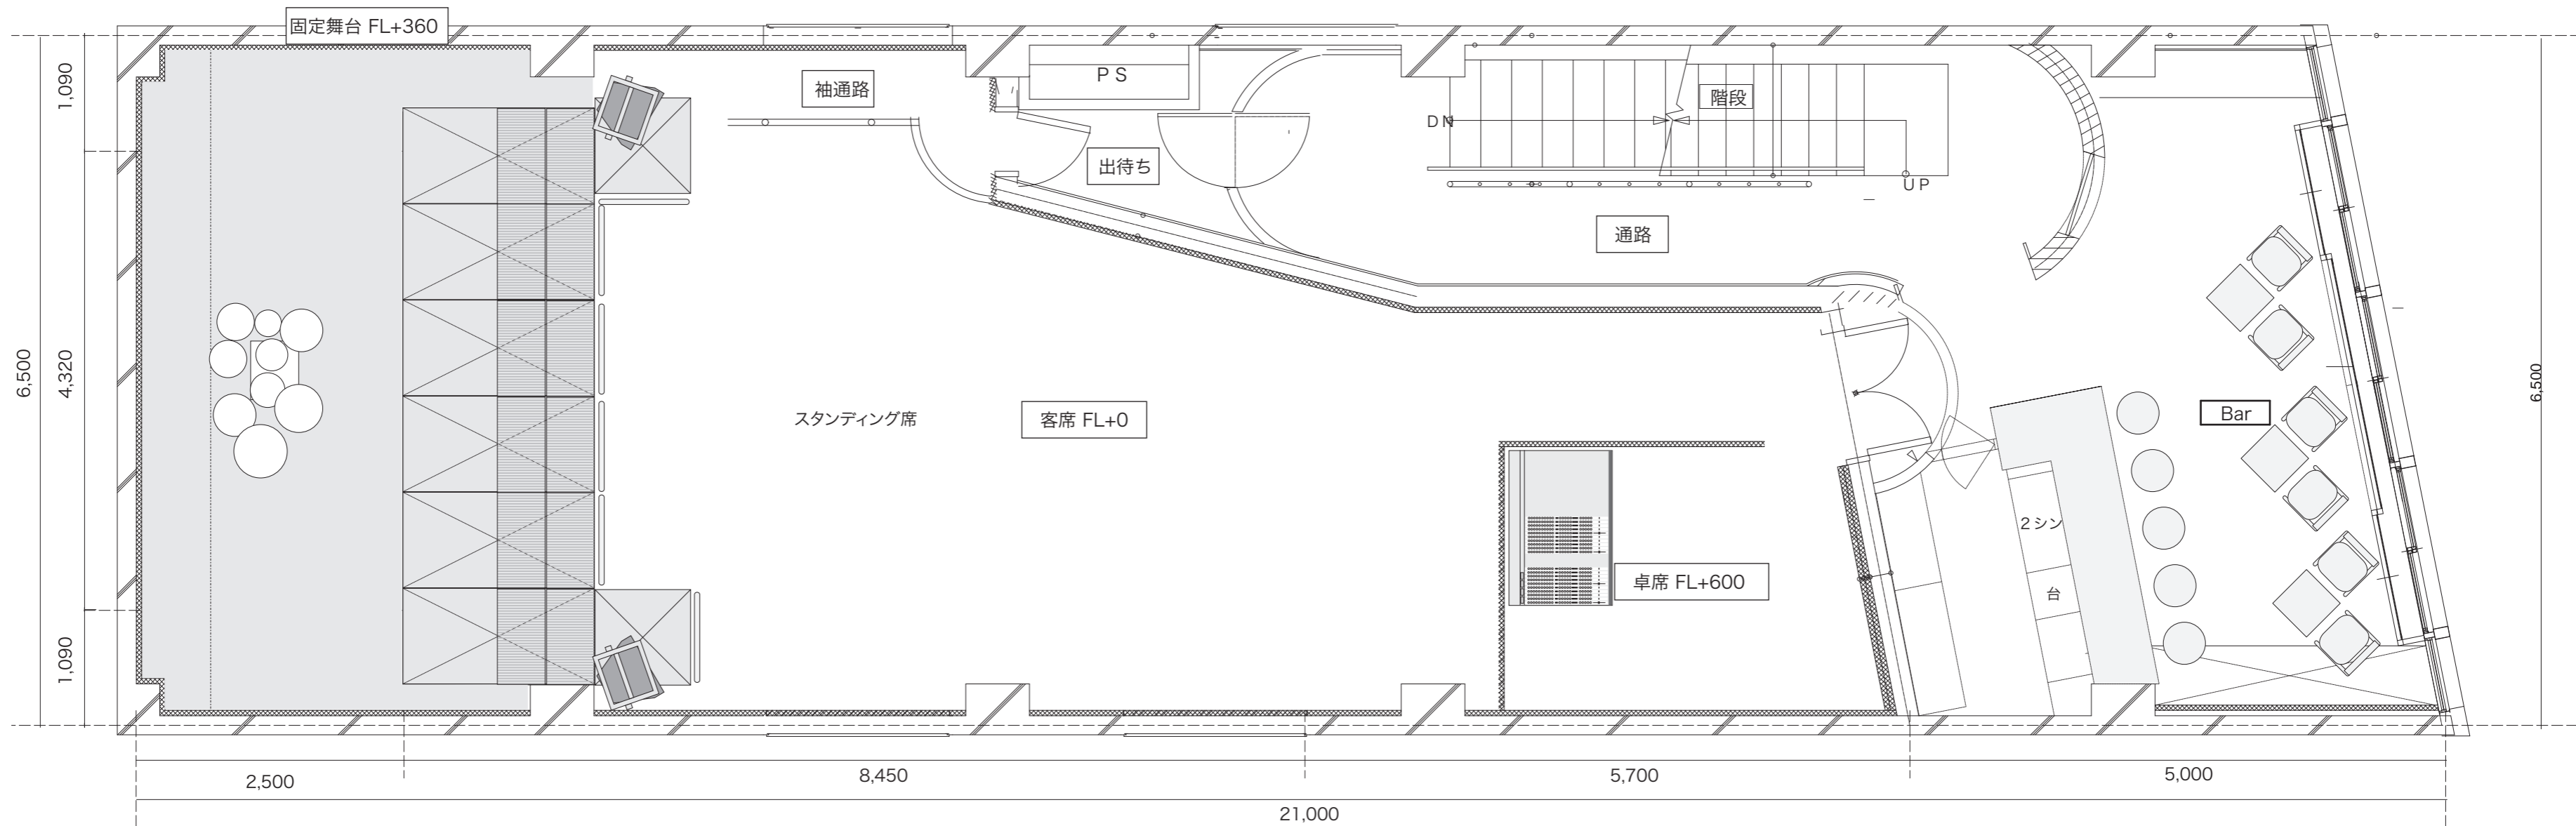 固定舞台 FL+360
1,090
袖通路
P S
階段
DN
出待ち
UP
通路
6,500
4,320
6,500
スタンディング席
客席 FL+0
Bar
2シン
卓席 FL+600
台
1,090
2,500
8,450
5,700
5,000
21,000